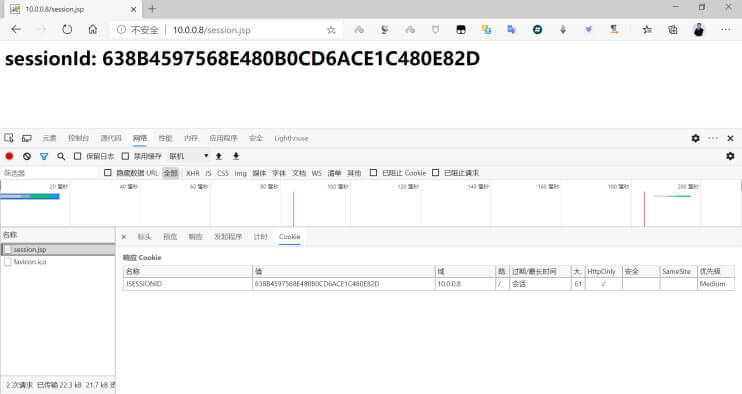 10.0.0.8/session.jsp
不安全 | 10.0.0.8/session.jsp
sessionId: 638B4597568E480B0CD6ACE1C480E82D
元素 控制台 源代码 网络 性能 内存 应用程序 安全 Lighthouse
保留日志 禁用缓存 联机
筛选器 隐藏数据 URL 全部 XHR JS CSS Img 媒体 字体 文档 WS 清单 其他 已阻止 Cookie 已阻止请求
20 毫秒 40 毫秒 60 毫秒 80 毫秒 100 毫秒 120 毫秒 140 毫秒 160 毫秒 180 毫秒 200 毫秒
名称 标头 预览 响应 发起程序 计时 Cookie
session.jsp
favicon.ico
响应 Cookie
名称 值 域 路. 过期/最长时间 大. HttpOnly 安全 SameSite 优先级
JSESSIONID 638B4597568E480B0CD6ACE1C480E82D 10.0.0.8 / 会话 61 ✓ Medium
2 次请求 已传输 22.3 kB 21.7 kB 资